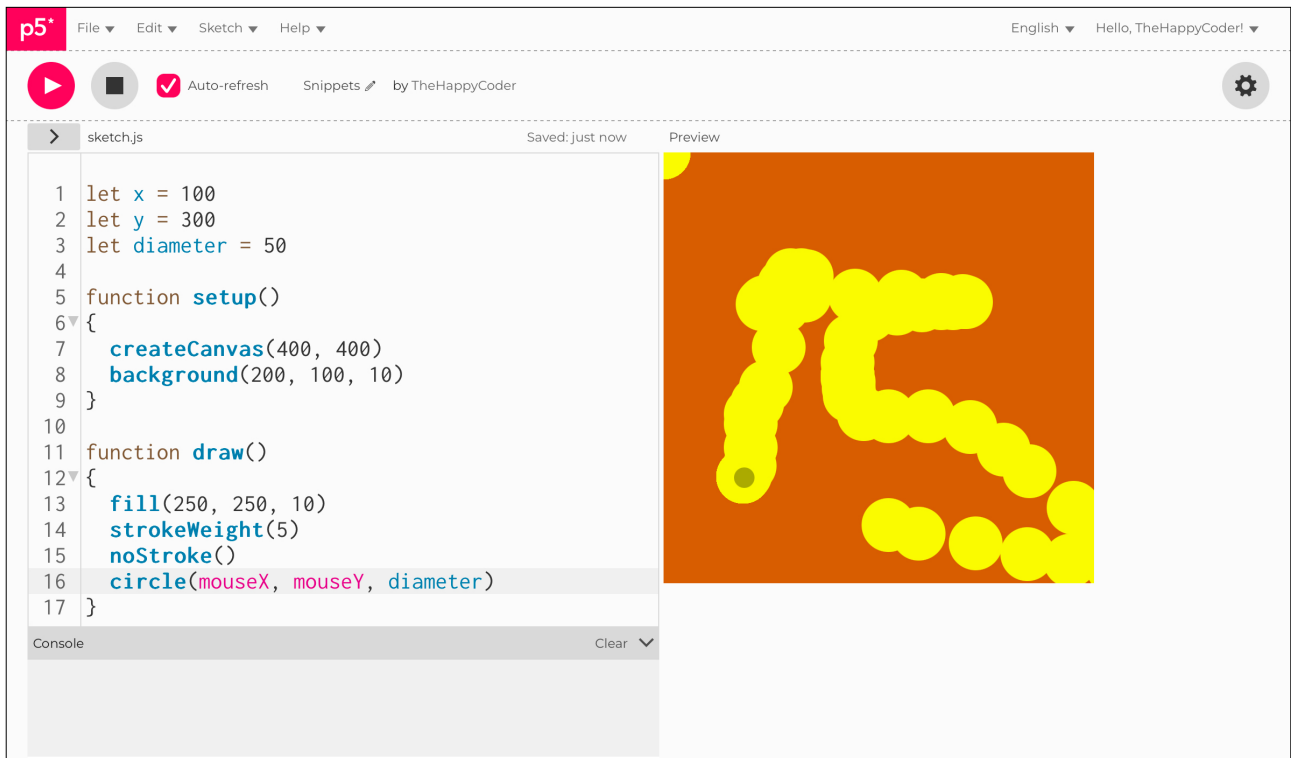 p5* File Edit Sketch Help English Hello, TheHappyCoder!
Auto-refresh Snippets by TheHappyCoder
sketch.js Saved: just now Preview
1 let x = 100
2 let y = 300
3 let diameter = 50
4
5 function setup()
6 {
7 createCanvas(400, 400)
8 background(200, 100, 10)
9 }
10
11 function draw()
12 {
13 fill(250, 250, 10)
14 strokeWeight(5)
15 noStroke()
16 circle(mouseX, mouseY, diameter)
17 }
Console Clear